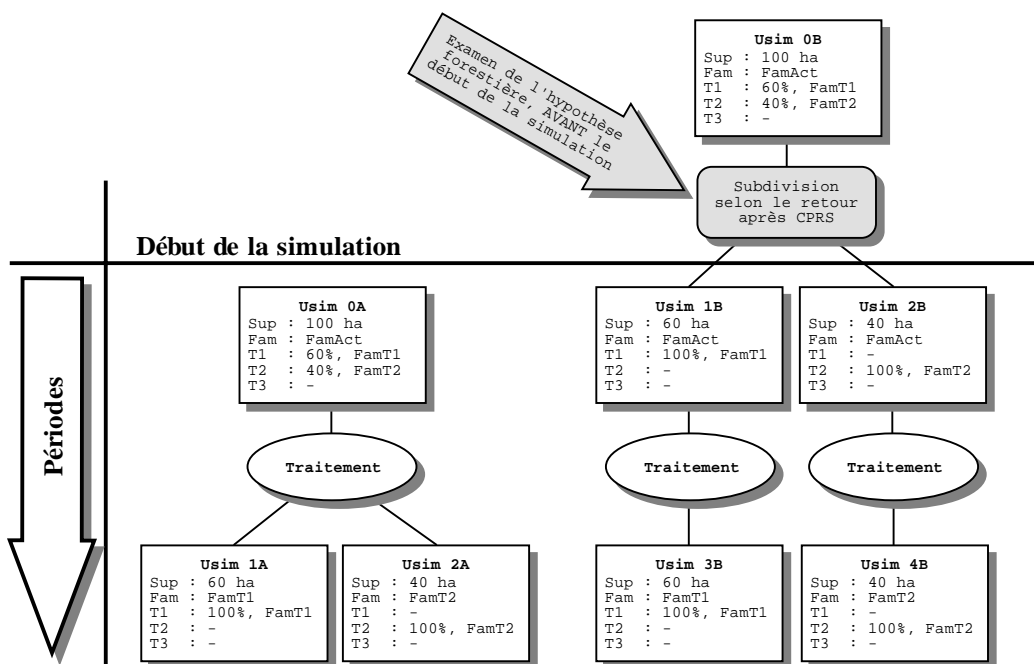 Examen de l'hypothèse
forestière, AVANT le
début de la simulation
Usim 0B
Sup : 100 ha
Fam : FamAct
T1 : 60%, FamT1
T2 : 40%, FamT2
T3 : -
Subdivision
selon le retour
après CPRS
Début de la simulation
Périodes
Usim 0A
Sup : 100 ha
Fam : FamAct
T1 : 60%, FamT1
T2 : 40%, FamT2
T3 : -
Usim 1B
Sup : 60 ha
Fam : FamAct
T1 : 100%, FamT1
T2 : -
T3 : -
Usim 2B
Sup : 40 ha
Fam : FamAct
T1 : -
T2 : 100%, FamT2
T3 : -
Traitement
Traitement
Traitement
Usim 1A
Sup : 60 ha
Fam : FamT1
T1 : 100%, FamT1
T2 : -
T3 : -
Usim 2A
Sup : 40 ha
Fam : FamT2
T1 : -
T2 : 100%, FamT2
T3 : -
Usim 3B
Sup : 60 ha
Fam : FamT1
T1 : 100%, FamT1
T2 : -
T3 : -
Usim 4B
Sup : 40 ha
Fam : FamT2
T1 : -
T2 : 100%, FamT2
T3 : -